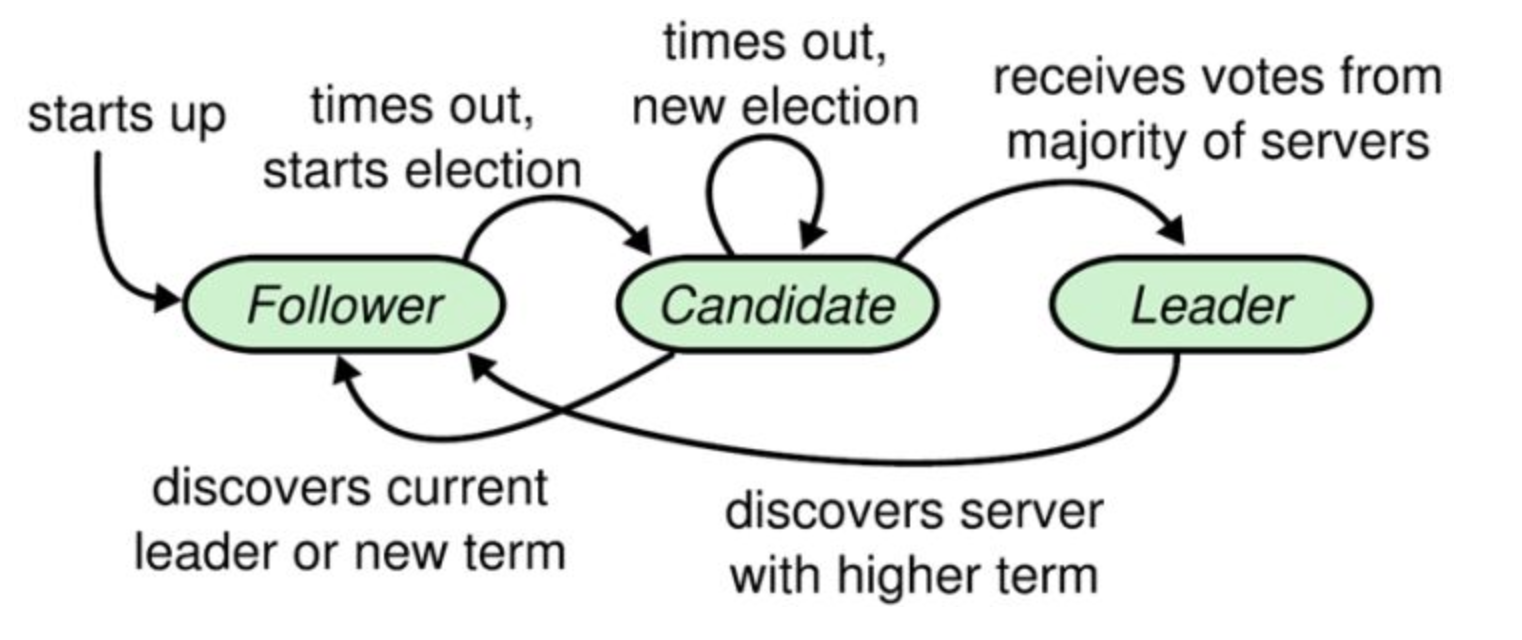 starts up
times out,
starts election
times out,
new election
receives votes from
majority of servers
Follower
Candidate
Leader
discovers current
leader or new term
discovers server
with higher term